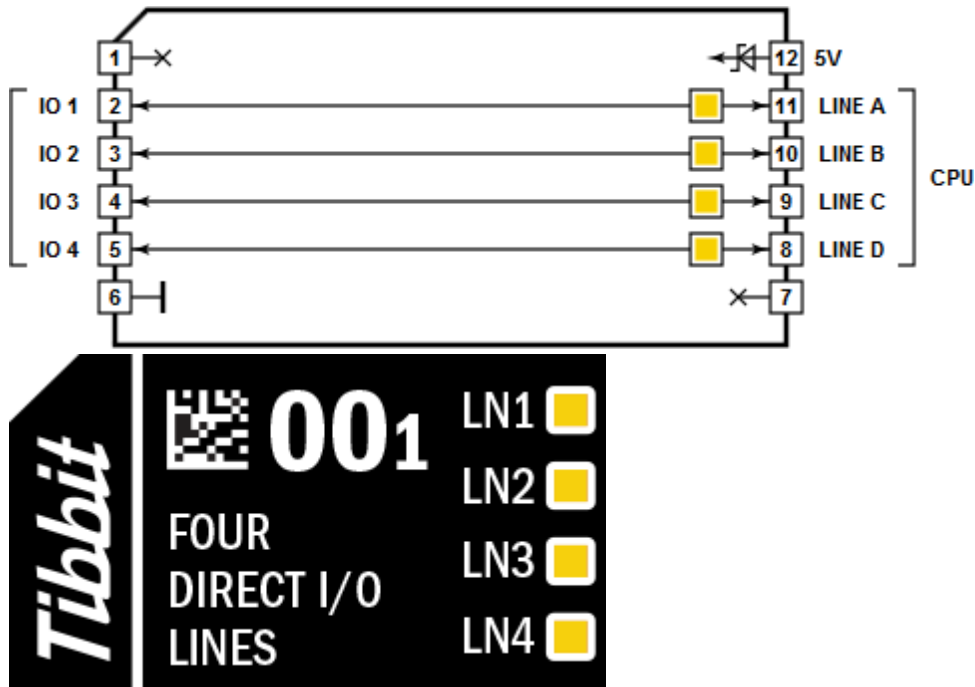 1 12 5V
IO 1 2 11 LINE A
IO 2 3 10 LINE B
CPU
IO 3 4 9 LINE C
IO 4 5 8 LINE D
6 7
Tibbit
001
FOUR
DIRECT I/O
LINES
LN1
LN2
LN3
LN4